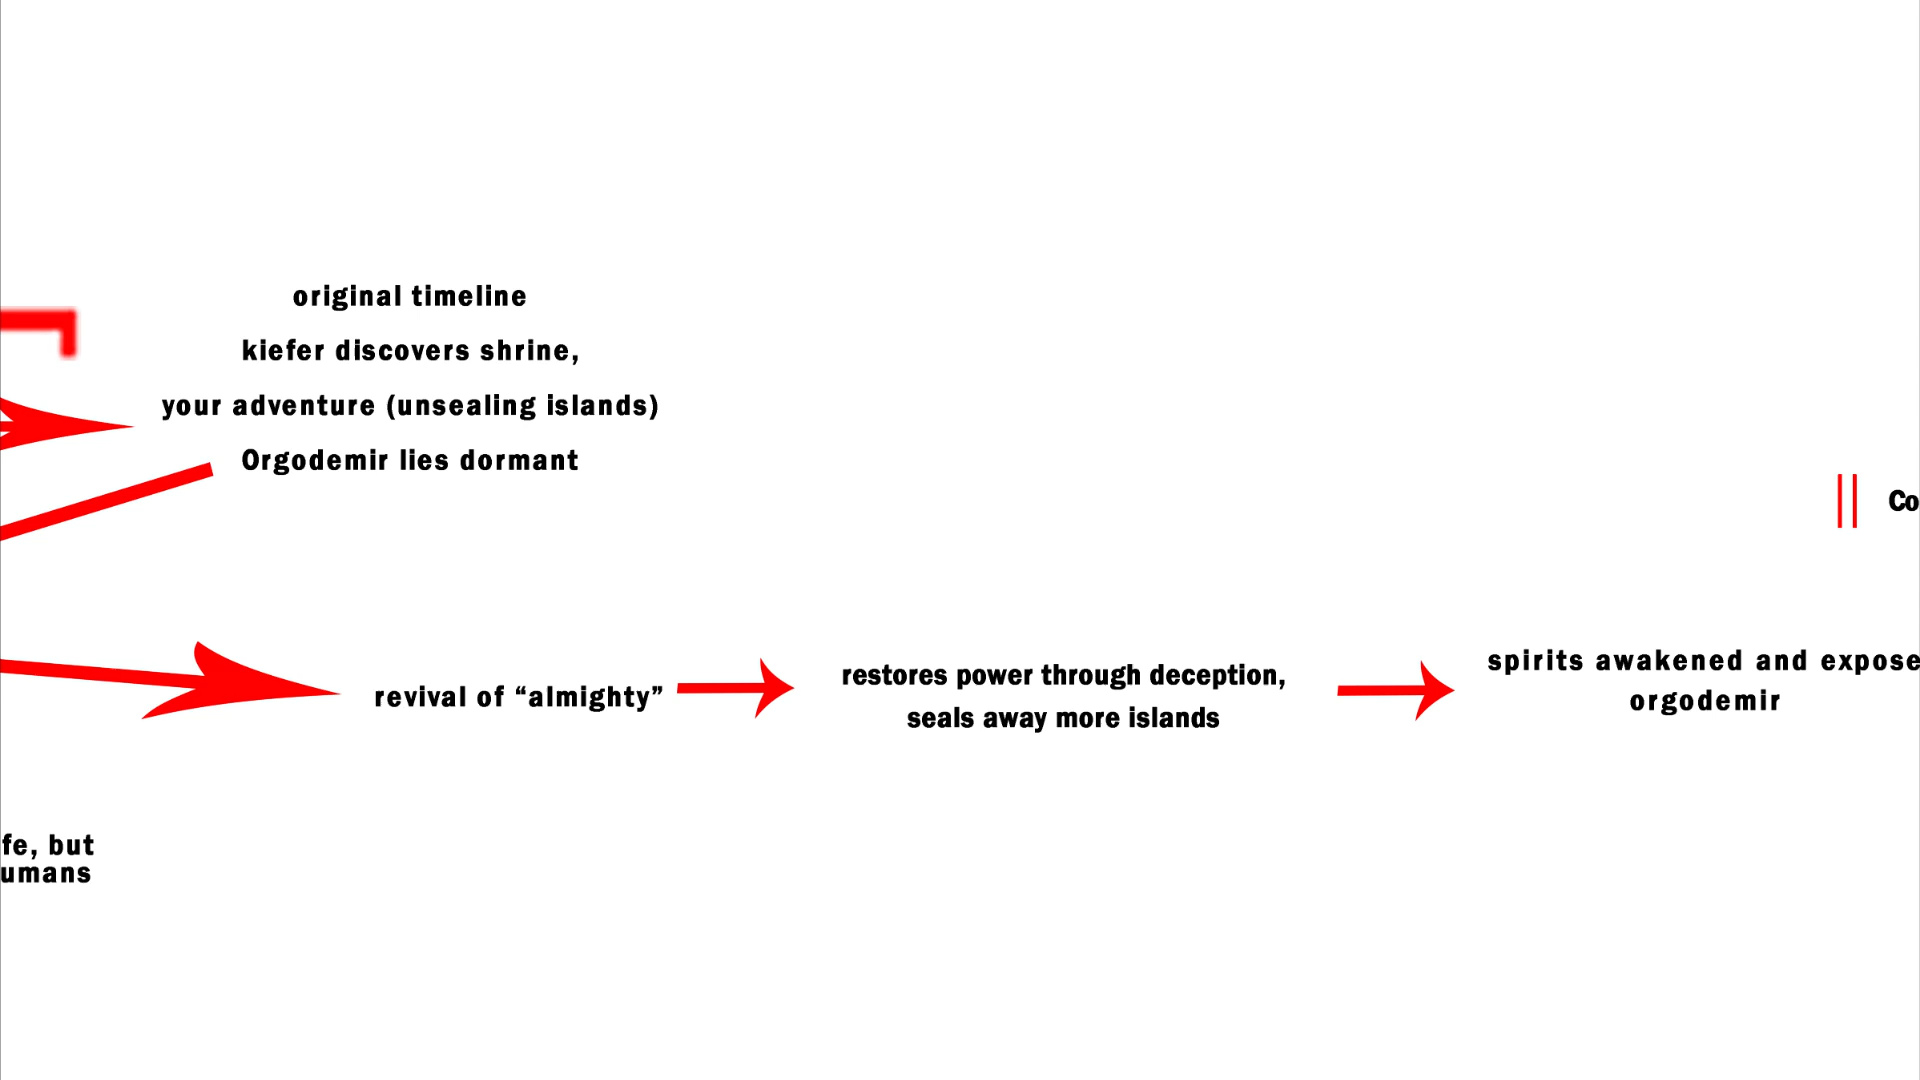 original timeline
kiefer discovers shrine,
your adventure (unsealing islands)
Orgodemir lies dormant
Co
revival of “almighty”
restores power through deception,
seals away more islands
spirits awakened and expose
orgodemir
fe, but
umans